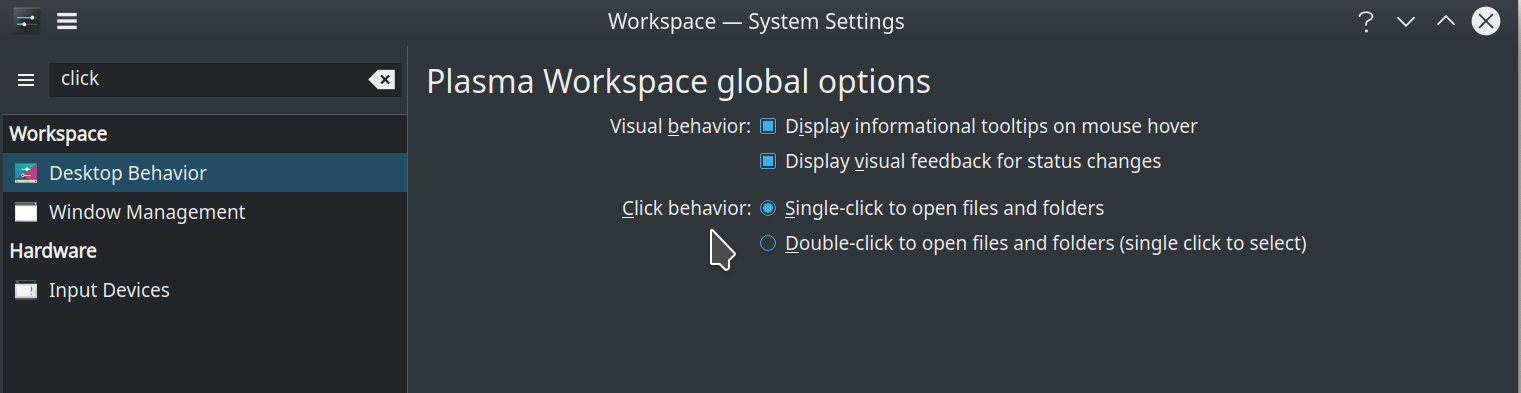 Workspace — System Settings
click
Workspace
Desktop Behavior
Window Management
Hardware
Input Devices
Plasma Workspace global options
Visual behavior: Display informational tooltips on mouse hover
Display visual feedback for status changes
Click behavior: Single-click to open files and folders
Double-click to open files and folders (single click to select)